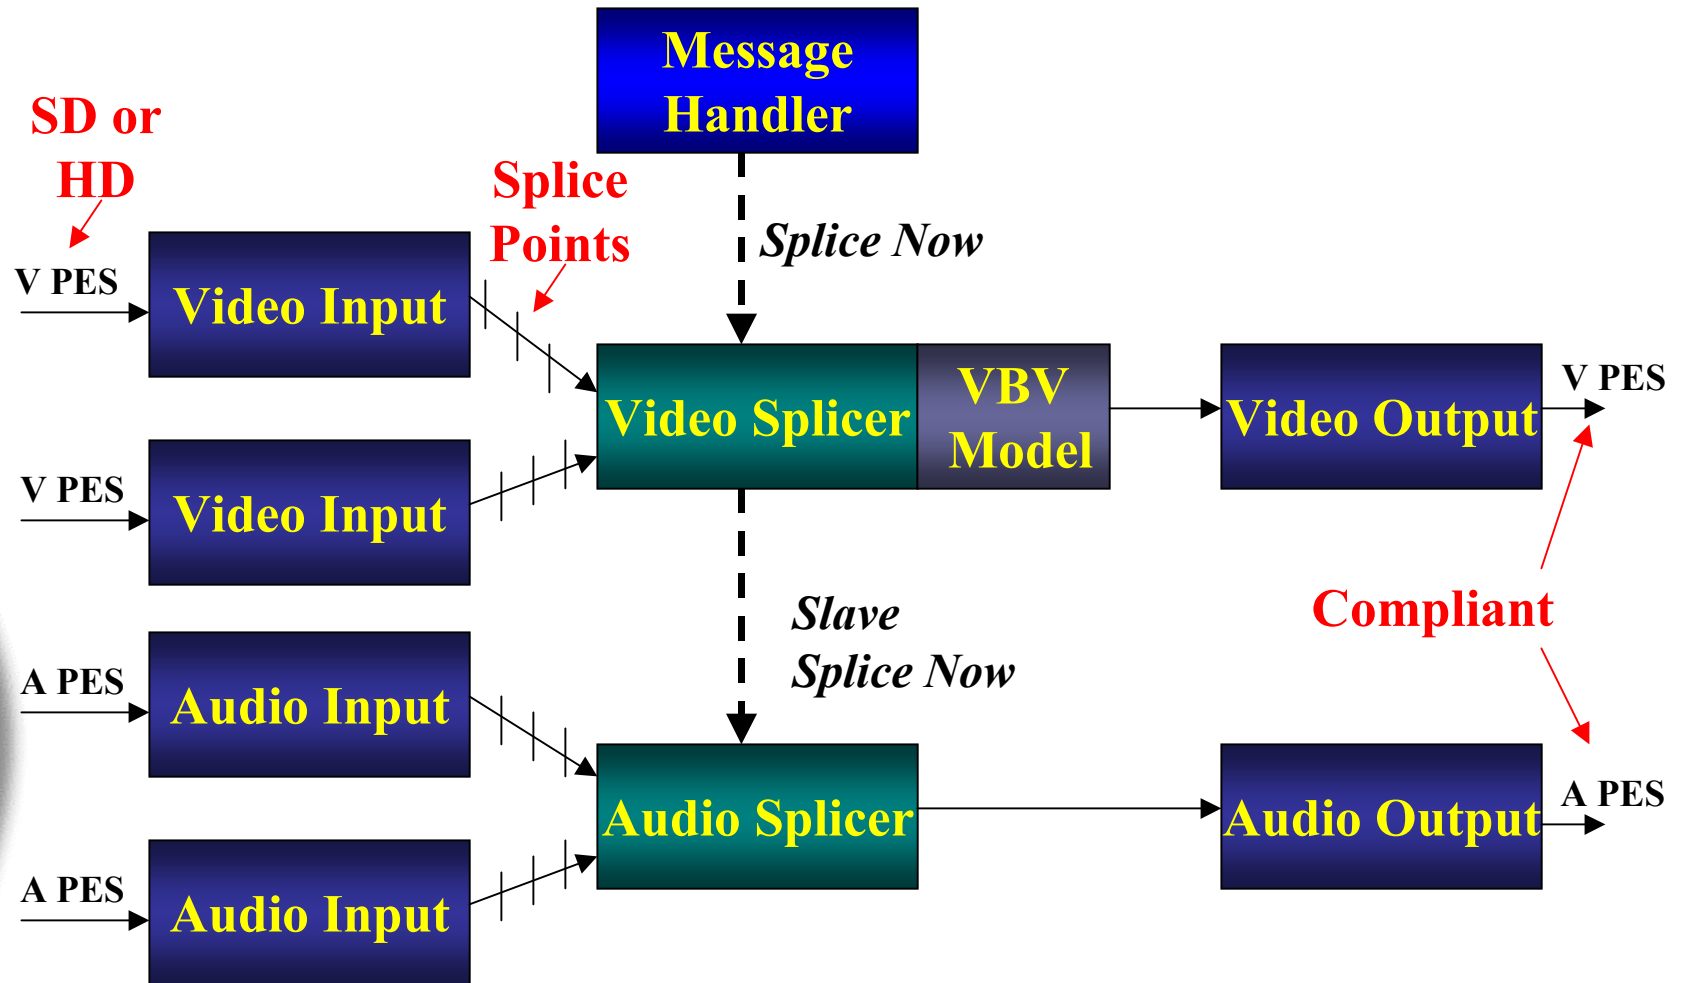 Message
Handler
SD or
HD
Splice
Points
Splice Now
V PES
Video Input
V PES
Video Input
Video Splicer
VBV
Model
Video Output
V PES
Slave
Splice Now
Compliant
A PES
Audio Input
A PES
Audio Input
Audio Splicer
Audio Output
A PES